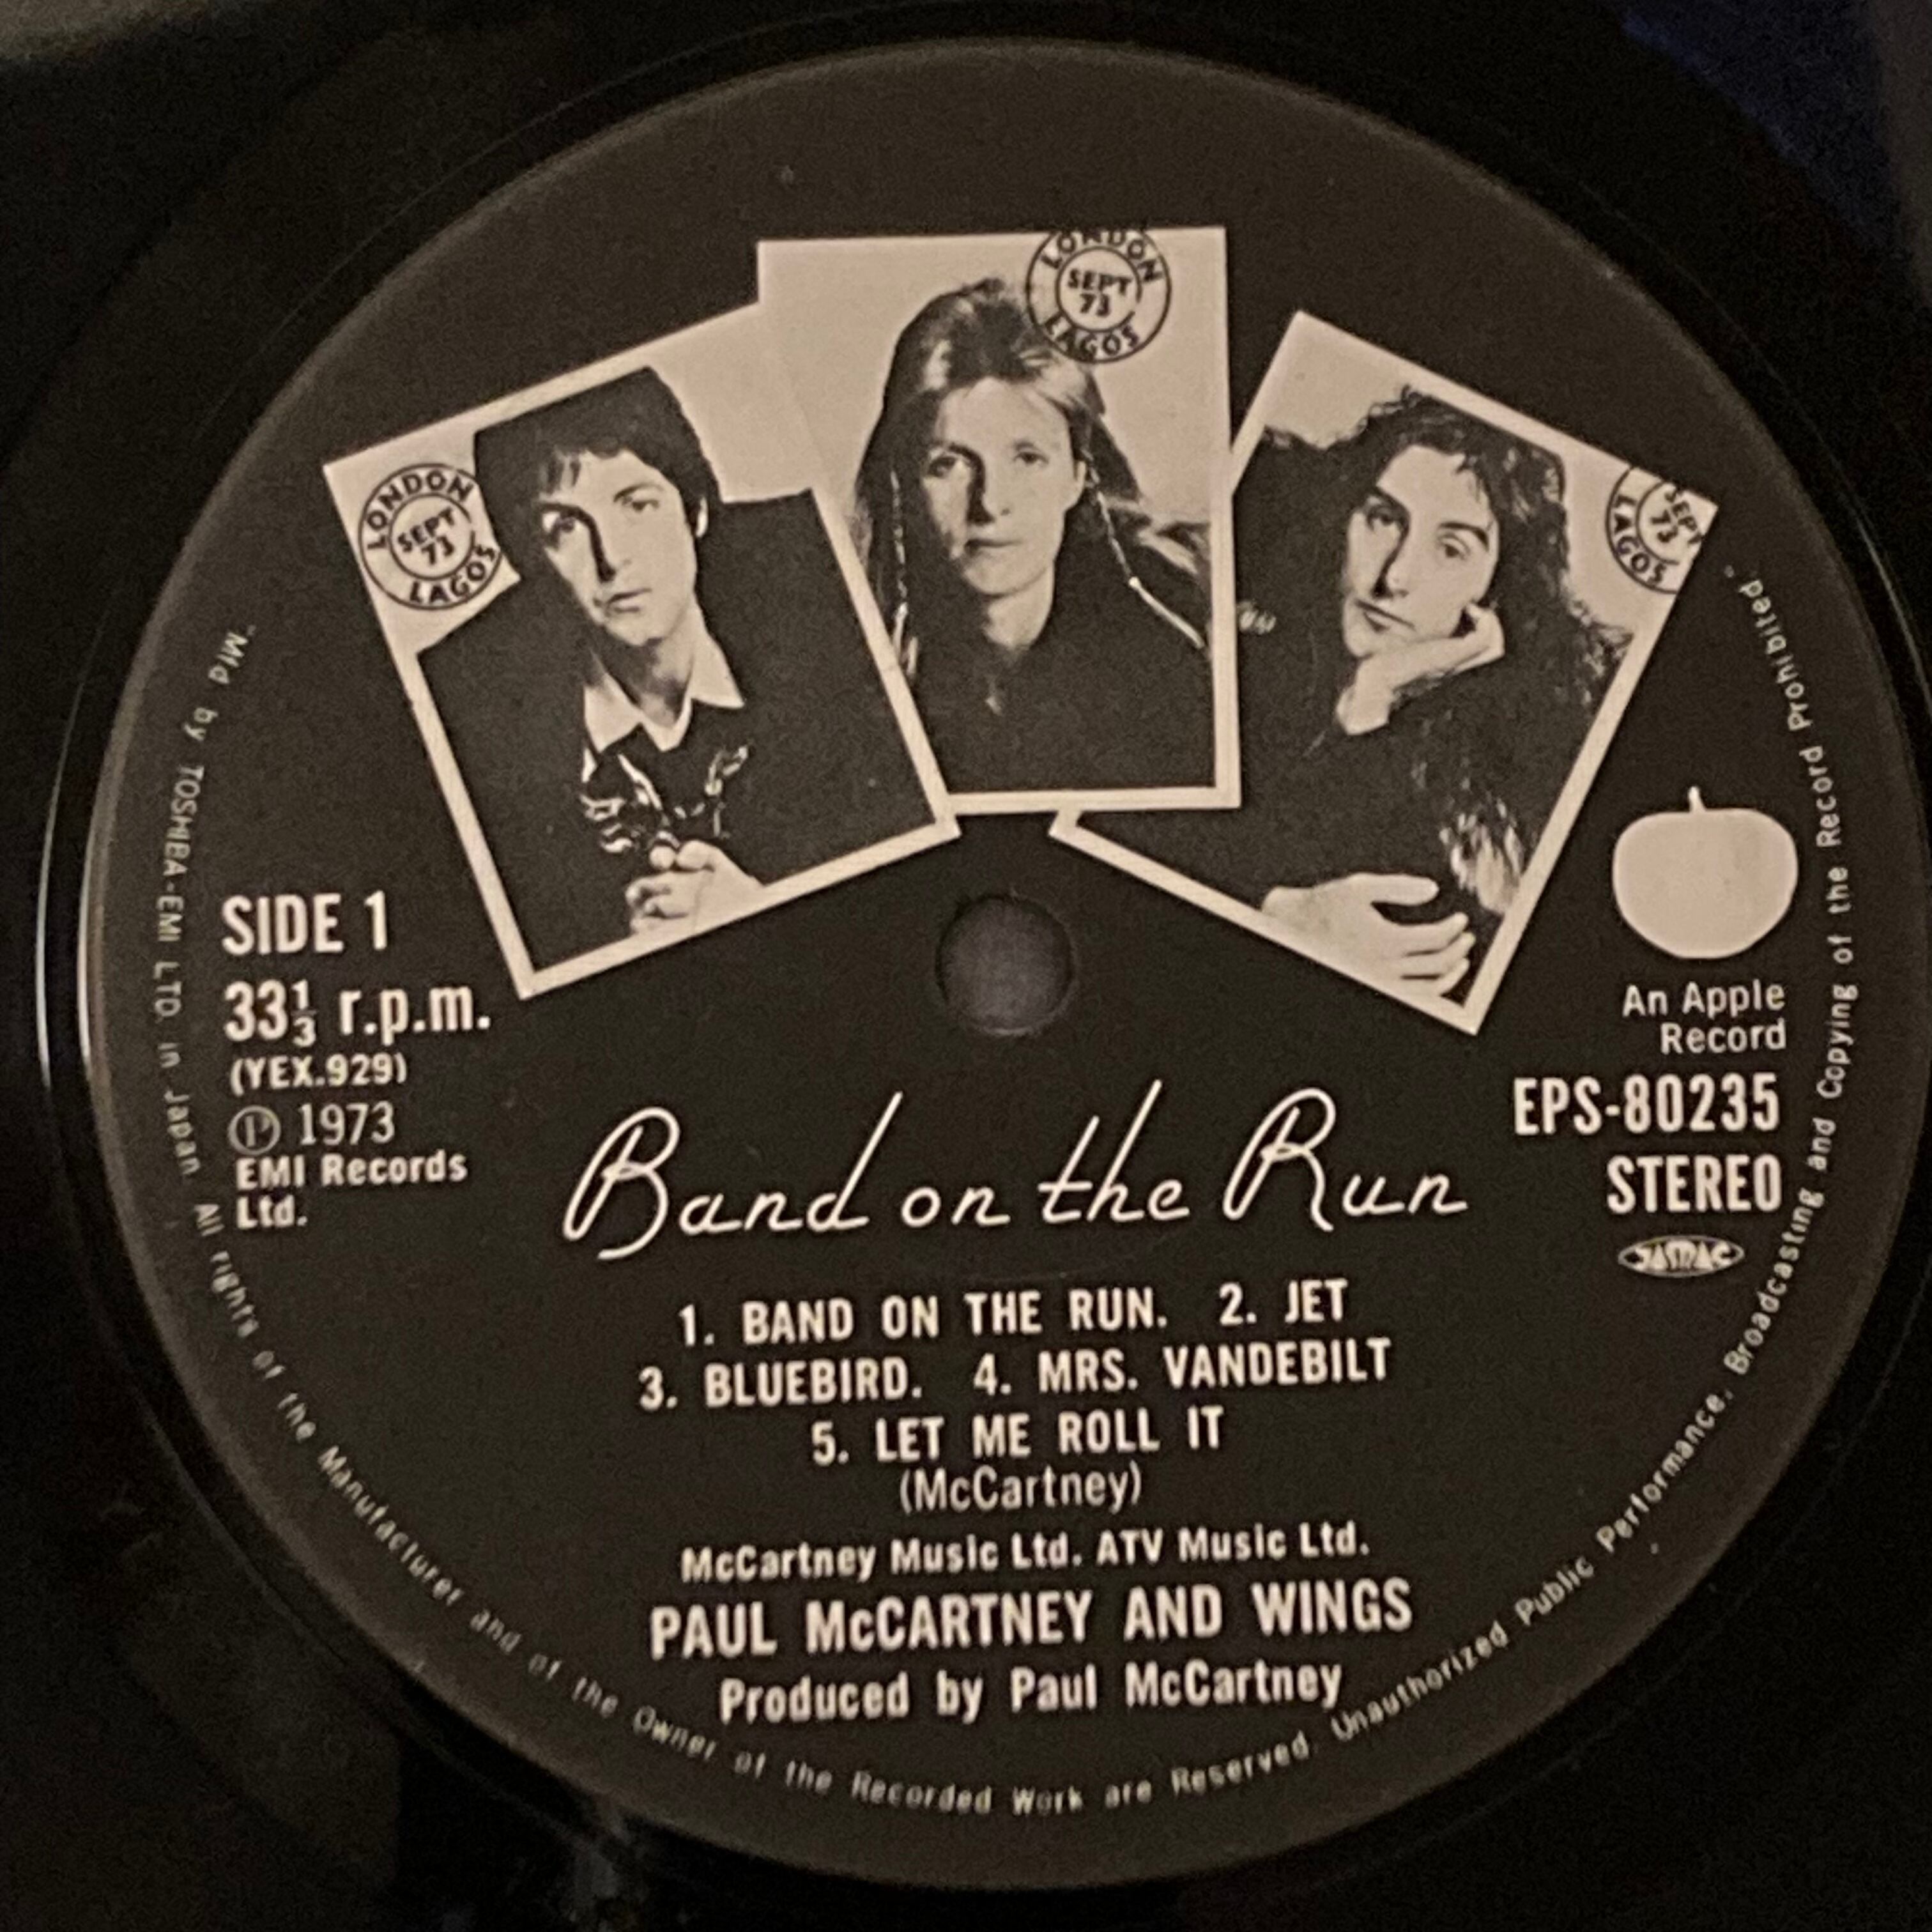 LONDON
SEPT
73
LAGOS
LONDON
SEPT
73
LAGOS
SEPT
73
LAGOS
SIDE 1
33⅓ r.p.m.
(YEX.929)
Ⓟ 1973
EMI Records
Ltd.
An Apple
Record
EPS-80235
STEREO
JASRAC
Band on the Run
1. BAND ON THE RUN. 2. JET
3. BLUEBIRD. 4. MRS. VANDEBILT
5. LET ME ROLL IT
(McCartney)
McCartney Music Ltd. ATV Music Ltd.
PAUL McCARTNEY AND WINGS
Produced by Paul McCartney
"Mfd by TOSHIBA-EMI LTD. in Japan All rights of the Manufacturer and of the Owner of the Recorded Work are Reserved. Unauthorized Public Performance, Broadcasting and Copying of the Record Prohibited"